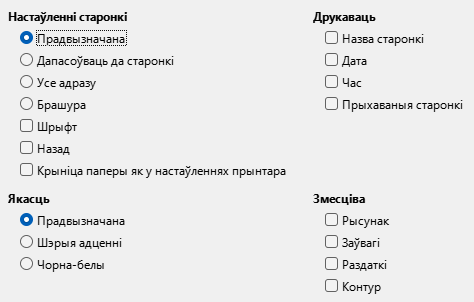 Настаўленні старонкі
Прадвызначана
Дапасоўваць да старонкі
Усе адразу
Брашура
Шрыфт
Назад
Крыніца паперы як у настаўленнях прынтара
Друкаваць
Назва старонкі
Дата
Час
Прыхаваныя старонкі
Якасць
Прадвызначана
Шэрыя адценні
Чорна-белы
Змесціва
Рысунак
Заўвагі
Раздаткі
Контур